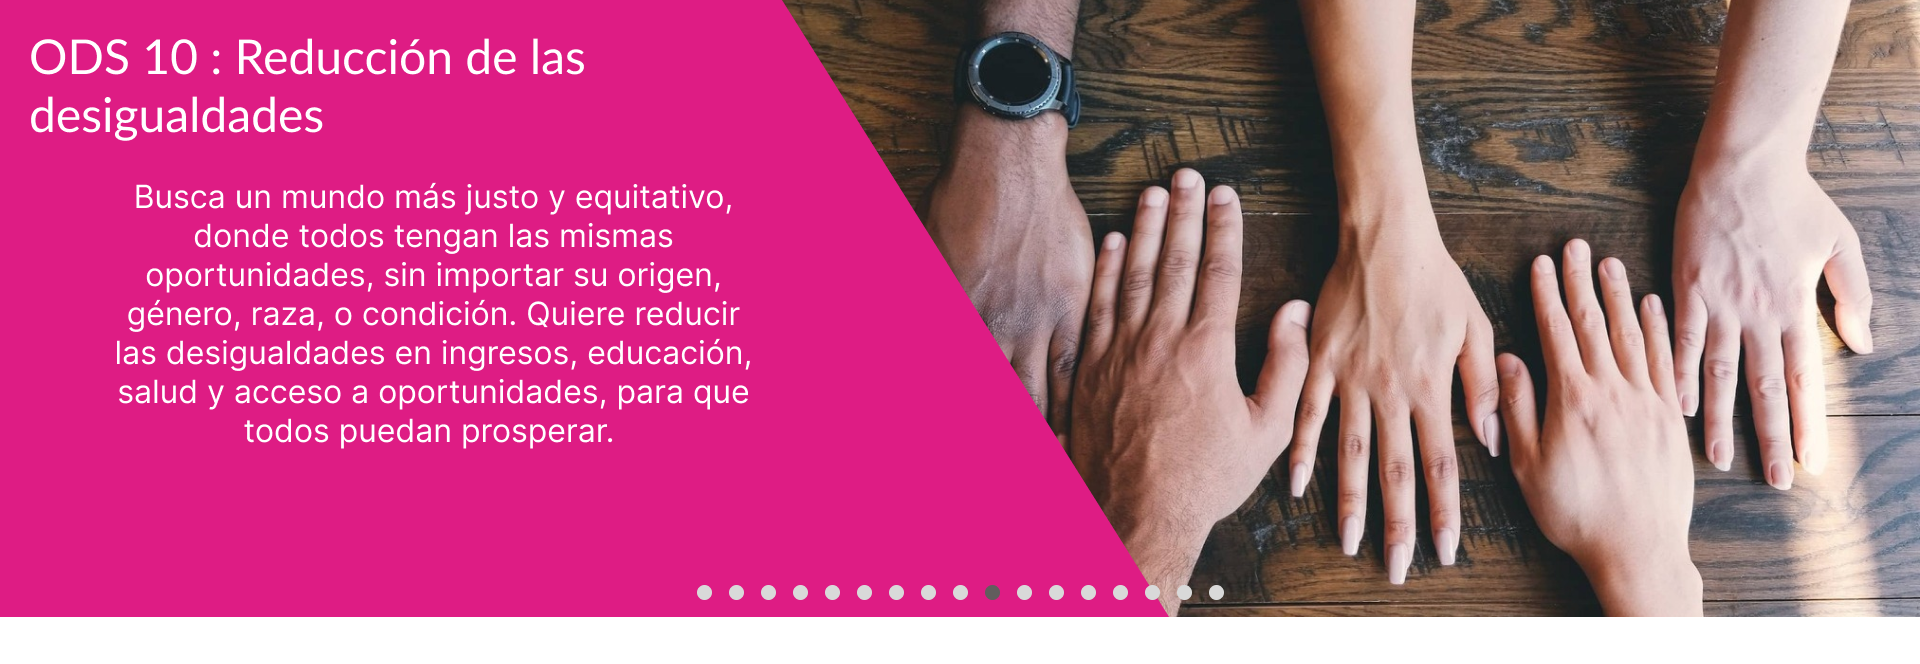 ODS 10 : Reducción de las
desigualdades
Busca un mundo más justo y equitativo,
donde todos tengan las mismas
oportunidades, sin importar su origen,
género, raza, o condición. Quiere reducir
las desigualdades en ingresos, educación,
salud y acceso a oportunidades, para que
todos puedan prosperar.